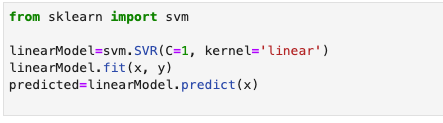 from sklearn import svm
linearModel=svm.SVR(C=1, kernel='linear')
linearModel.fit(x, y)
predicted=linearModel.predict(x)